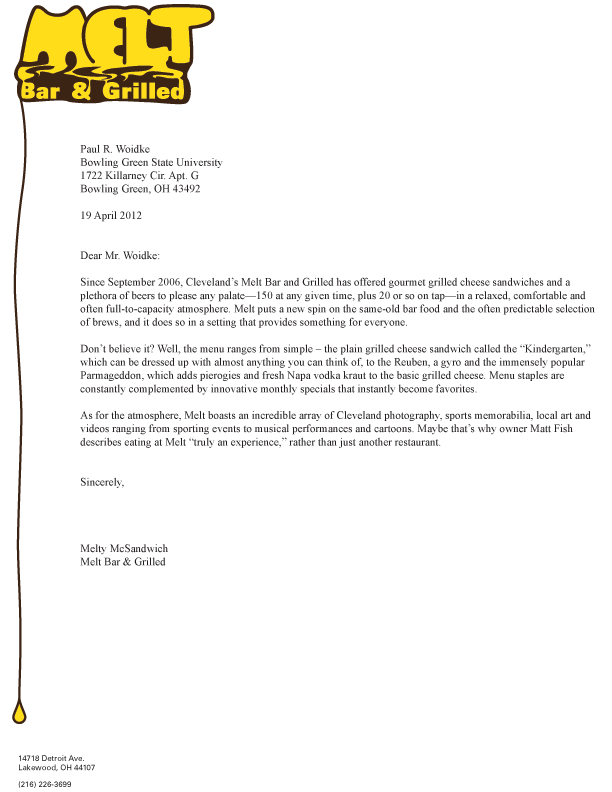 MELT
Bar & Grilled
Paul R. Woidke
Bowling Green State University
1722 Killarney Cir. Apt. G
Bowling Green, OH 43492
19 April 2012
Dear Mr. Woidke:
Since September 2006, Cleveland’s Melt Bar and Grilled has offered gourmet grilled cheese sandwiches and a
plethora of beers to please any palate—150 at any given time, plus 20 or so on tap—in a relaxed, comfortable and
often full-to-capacity atmosphere. Melt puts a new spin on the same-old bar food and the often predictable selection
of brews, and it does so in a setting that provides something for everyone.
Don’t believe it? Well, the menu ranges from simple – the plain grilled cheese sandwich called the “Kindergarten,”
which can be dressed up with almost anything you can think of, to the Reuben, a gyro and the immensely popular
Parmageddon, which adds pierogies and fresh Napa vodka kraut to the basic grilled cheese. Menu staples are
constantly complemented by innovative monthly specials that instantly become favorites.
As for the atmosphere, Melt boasts an incredible array of Cleveland photography, sports memorabilia, local art and
videos ranging from sporting events to musical performances and cartoons. Maybe that’s why owner Matt Fish
describes eating at Melt “truly an experience,” rather than just another restaurant.
Sincerely,
Melty McSandwich
Melt Bar & Grilled
14718 Detroit Ave.
Lakewood, OH 44107
(216) 226-3699